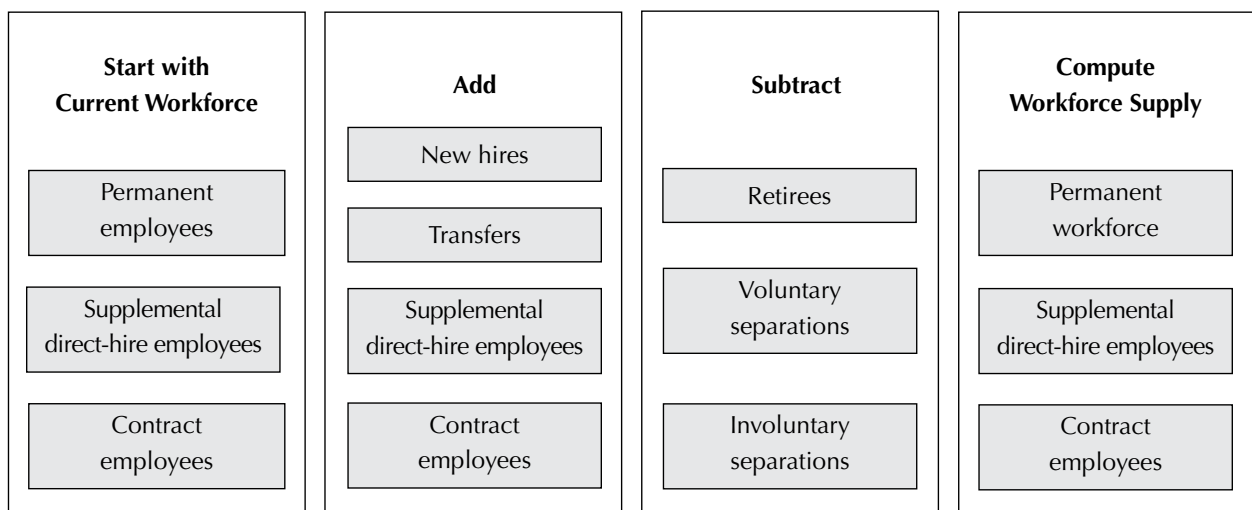 Start with
Current Workforce
Permanent
employees
Supplemental
direct-hire employees
Contract
employees
Add
New hires
Transfers
Supplemental
direct-hire employees
Contract
employees
Subtract
Retirees
Voluntary
separations
Involuntary
separations
Compute
Workforce Supply
Permanent
workforce
Supplemental
direct-hire employees
Contract
employees